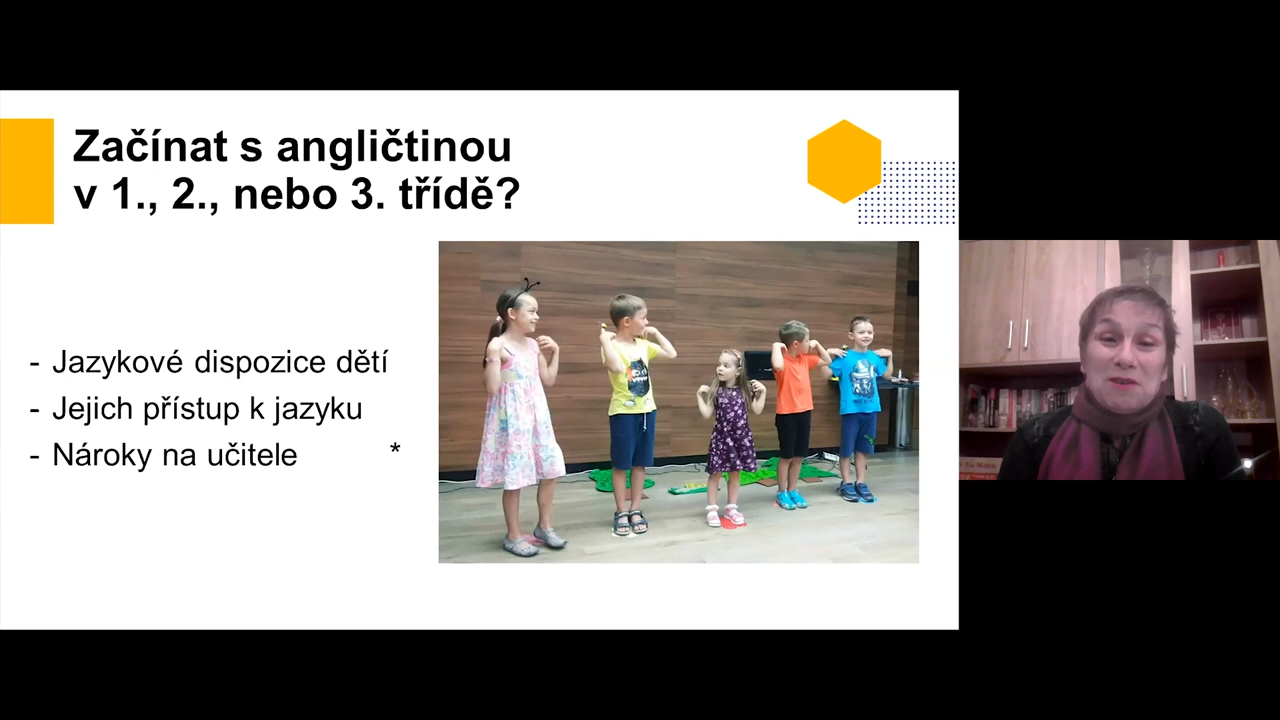 Začínat s angličtinou
v 1., 2., nebo 3. třídě?
- Jazykové dispozice dětí
- Jejich přístup k jazyku
- Nároky na učitele *